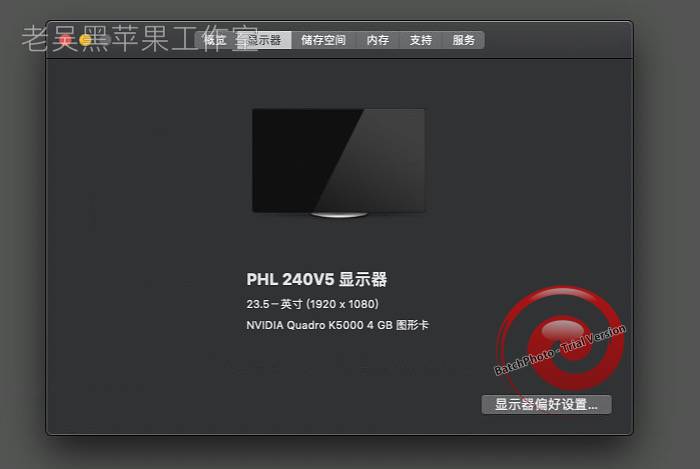 老吴黑苹果工作室
概览 显示器 储存空间 内存 支持 服务
PHL 240V5 显示器
23.5－英寸 (1920 x 1080)
NVIDIA Quadro K5000 4 GB 图形卡
BatchPhoto - Trial Version
显示器偏好设置...